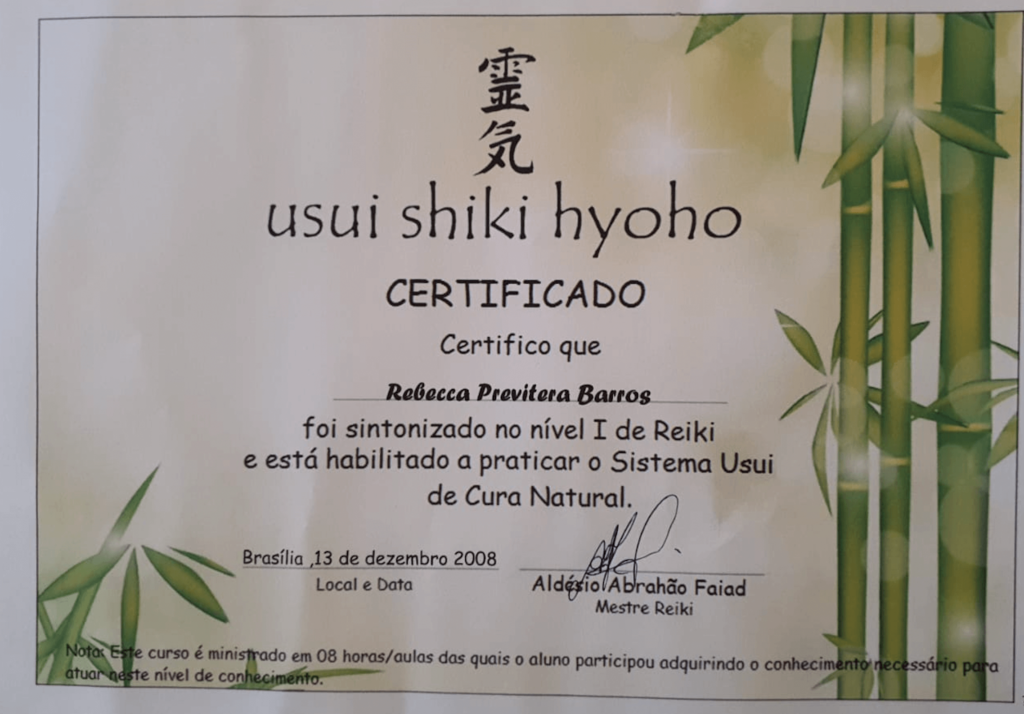 靈
気
usui shiki hyoho
CERTIFICADO
Certifico que
Rebecca Previtera Barros
foi sintonizado no nível I de Reiki
e está habilitado a praticar o Sistema Usui
de Cura Natural.
Brasília ,13 de dezembro 2008
Local e Data
Aldésio Abrahão Faiad
Mestre Reiki
Nota: Este curso é ministrado em 08 horas/aulas das quais o aluno participou adquirindo o conhecimento necessário para
atuar neste nível de conhecimento.